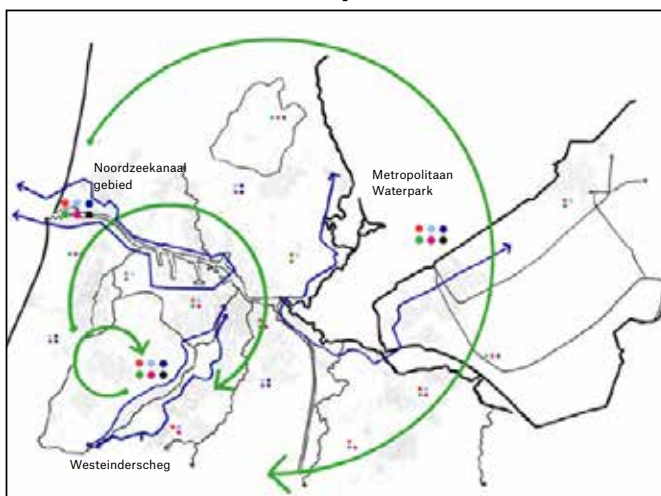 Noordzeekanaal
gebied
Metropolitaan
Waterpark
Westeinderscheg